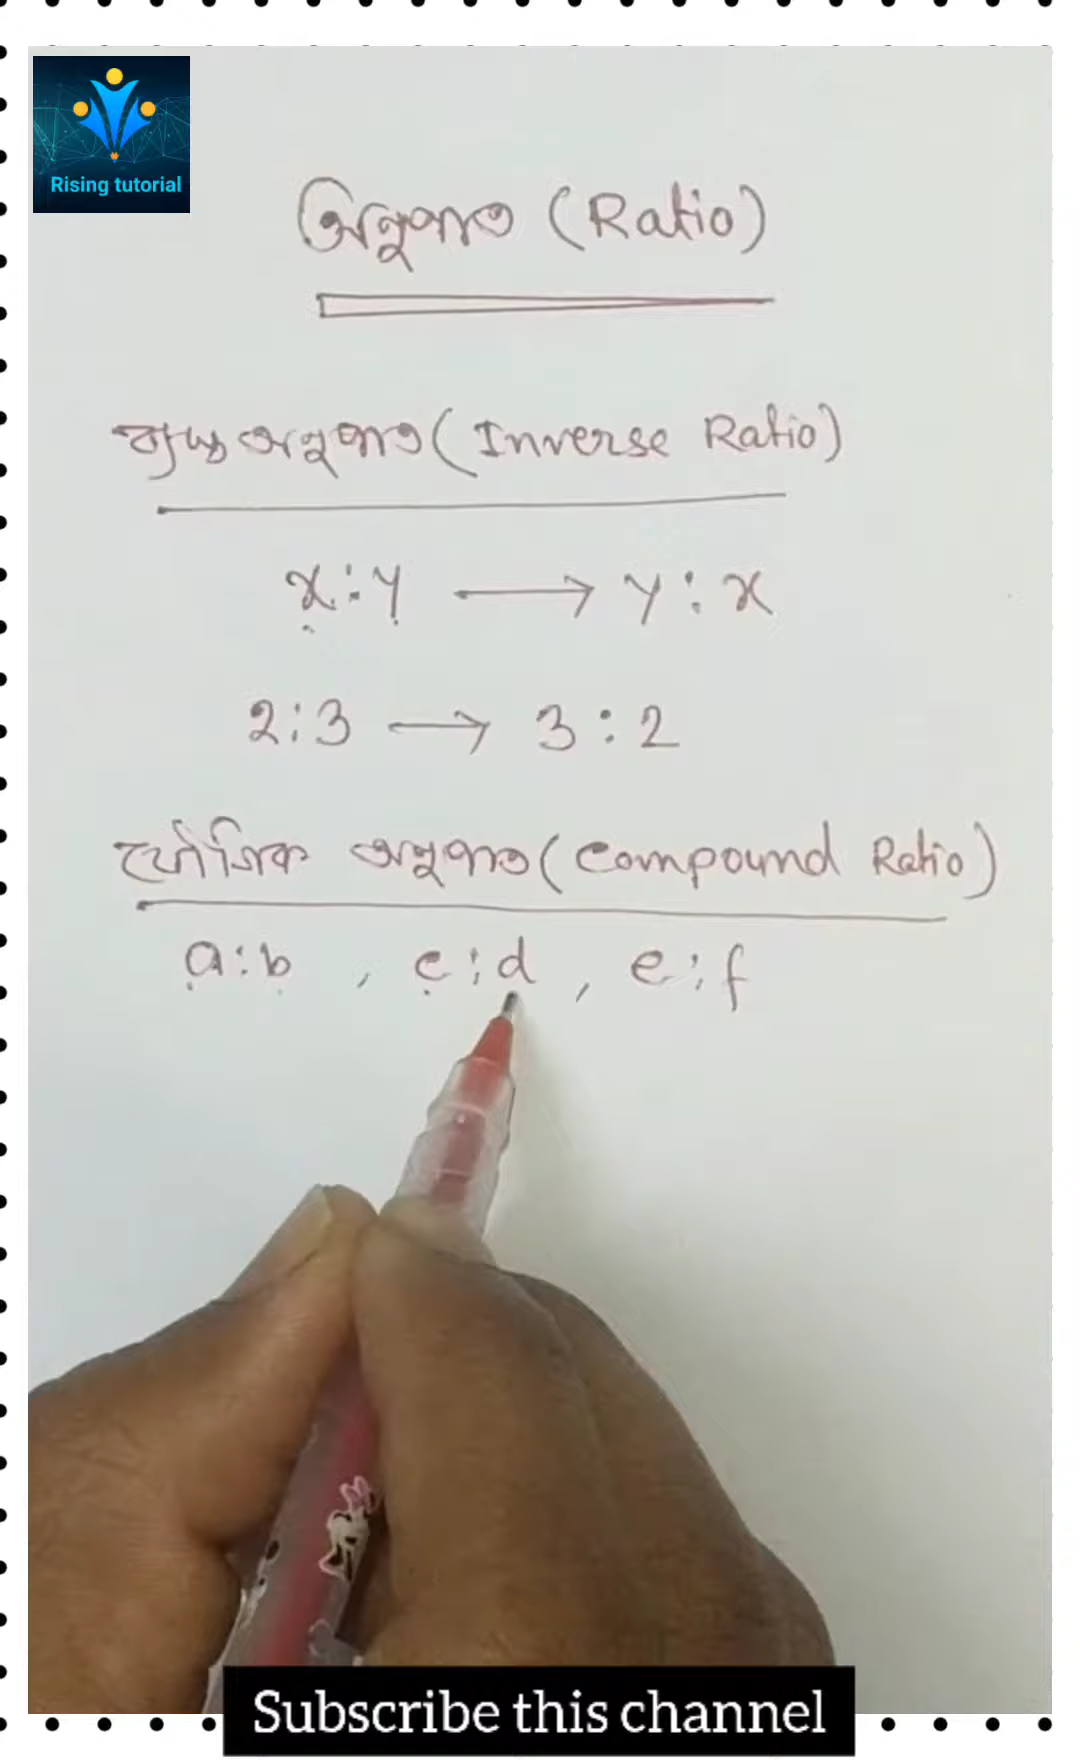 Rising tutorial
অনুপাত (Ratio)
ব্যস্ত অনুপাত (Inverse Ratio)
x:y → y:x
2:3 → 3:2
যৌগিক অনুপাত (Compound Ratio)
a:b , c:d , e:f
Subscribe this channel